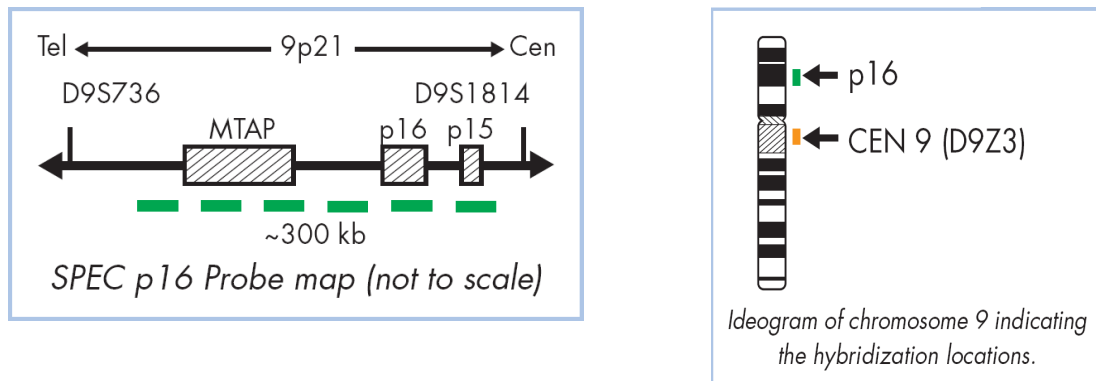 Tel 9p21 Cen
D9S736 D9S1814
MTAP p16 p15
~300 kb
SPEC p16 Probe map (not to scale)
p16
CEN 9 (D9Z3)
Ideogram of chromosome 9 indicating
the hybridization locations.